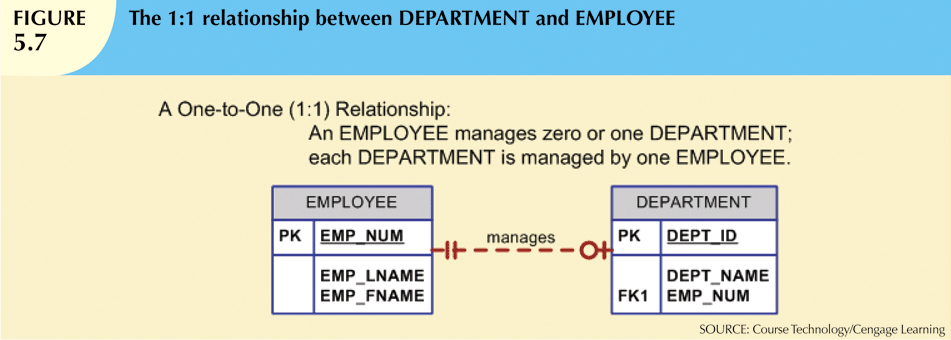 FIGURE
5.7
The 1:1 relationship between DEPARTMENT and EMPLOYEE
A One-to-One (1:1) Relationship:
An EMPLOYEE manages zero or one DEPARTMENT;
each DEPARTMENT is managed by one EMPLOYEE.
EMPLOYEE
PK EMP_NUM
EMP_LNAME
EMP_FNAME
manages
DEPARTMENT
PK DEPT_ID
DEPT_NAME
FK1 EMP_NUM
SOURCE: Course Technology/Cengage Learning